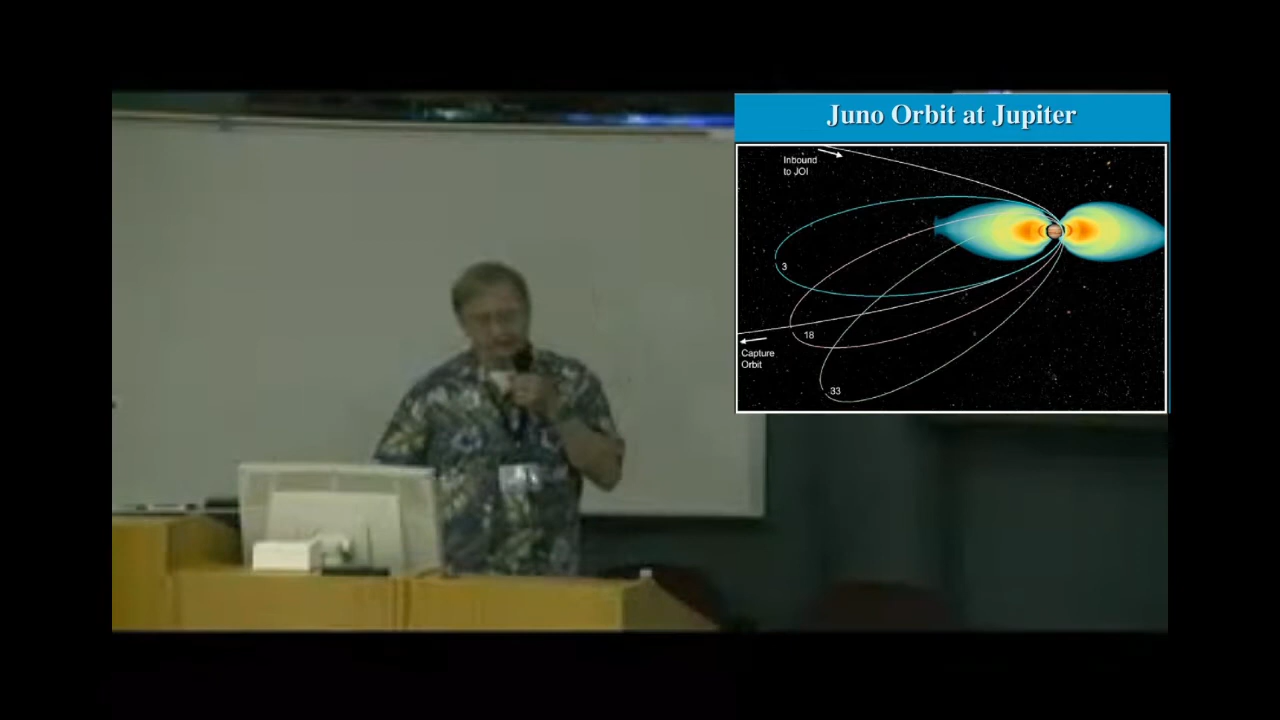 Juno Orbit at Jupiter
Inbound
to JOI
3
18
Capture
Orbit
33